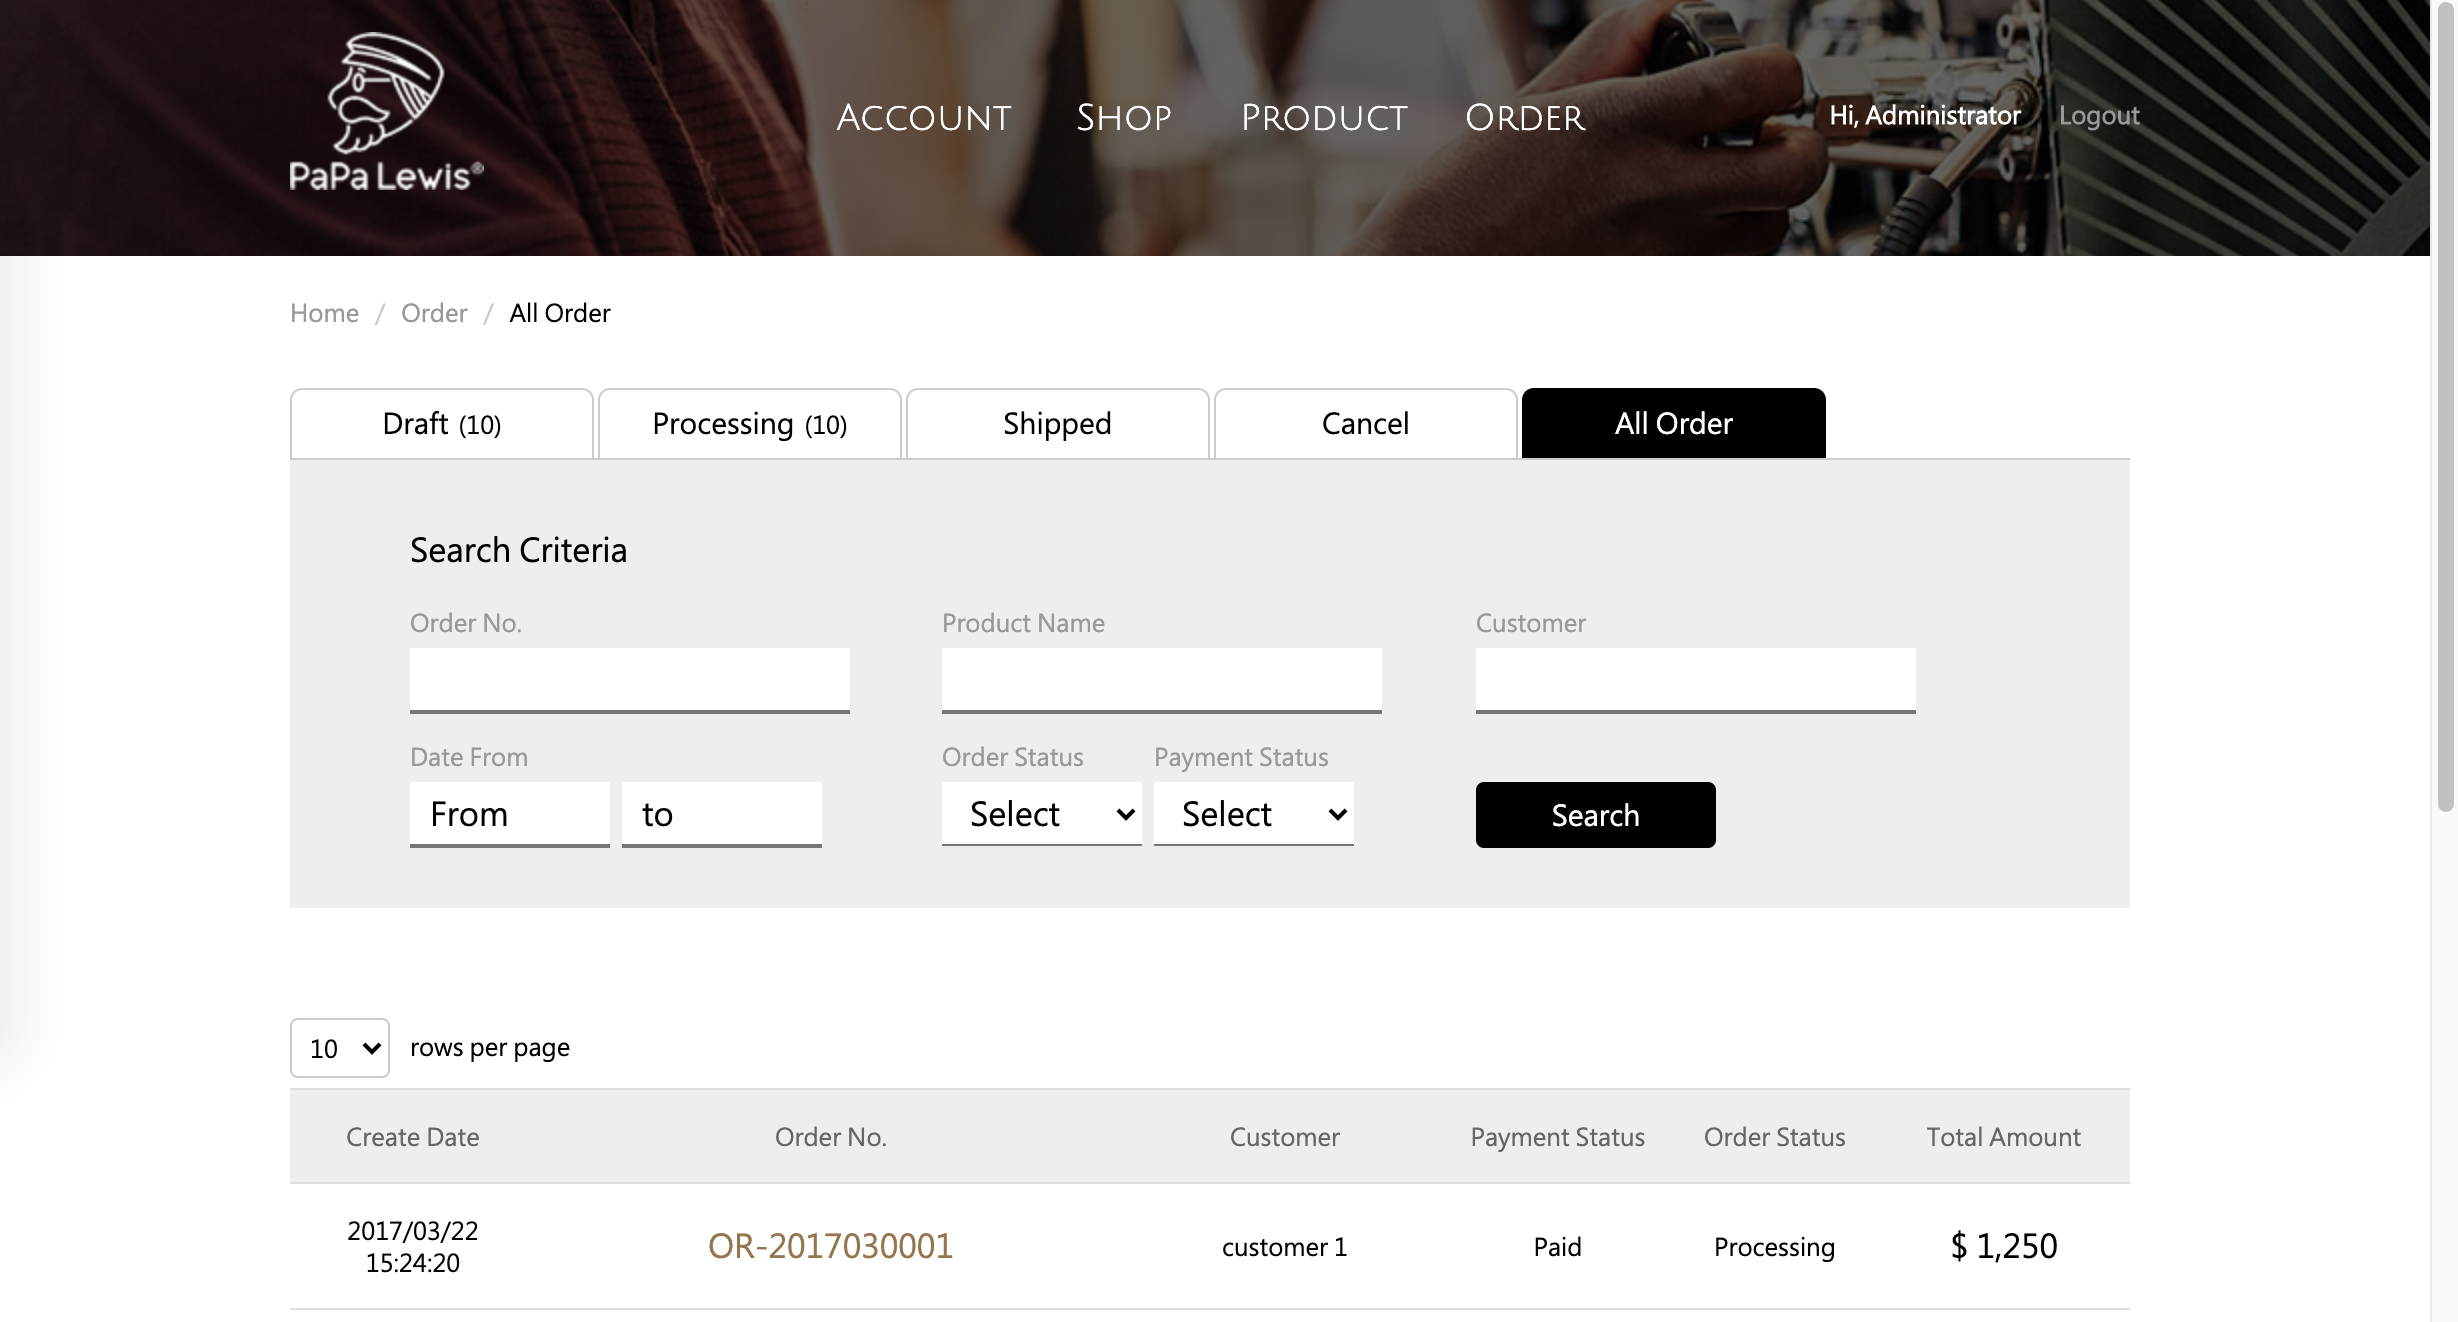 PaPa Lewis®
Account Shop Product Order
Hi, Administrator Logout
Home / Order / All Order
Draft (10) Processing (10) Shipped Cancel All Order
Search Criteria
Order No. Product Name Customer
Date From Order Status Payment Status
From to Select Select Search
10 rows per page
Create Date Order No. Customer Payment Status Order Status Total Amount
2017/03/22
15:24:20 OR-2017030001 customer 1 Paid Processing $ 1,250